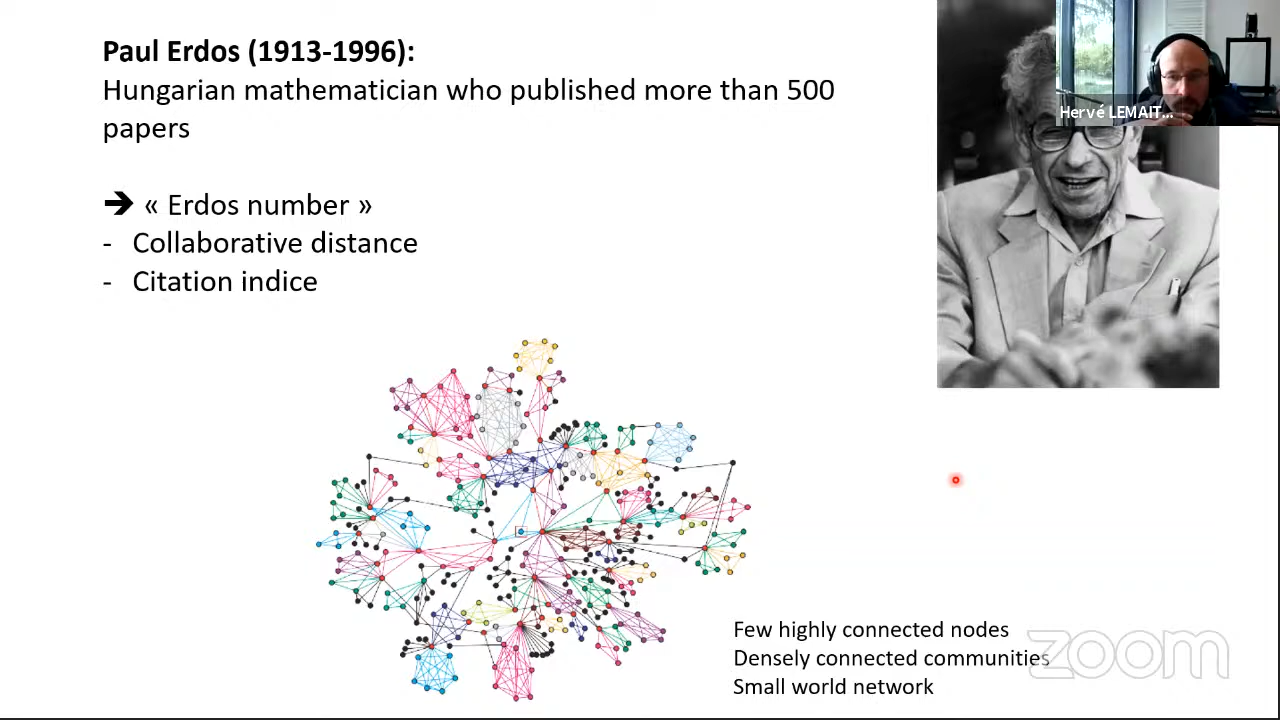 Paul Erdos (1913-1996):
Hungarian mathematician who published more than 500
papers
➔ « Erdos number »
- Collaborative distance
- Citation indice
Hervé LEMAIT...
Few highly connected nodes
Densely connected communities
Small world network
zoom